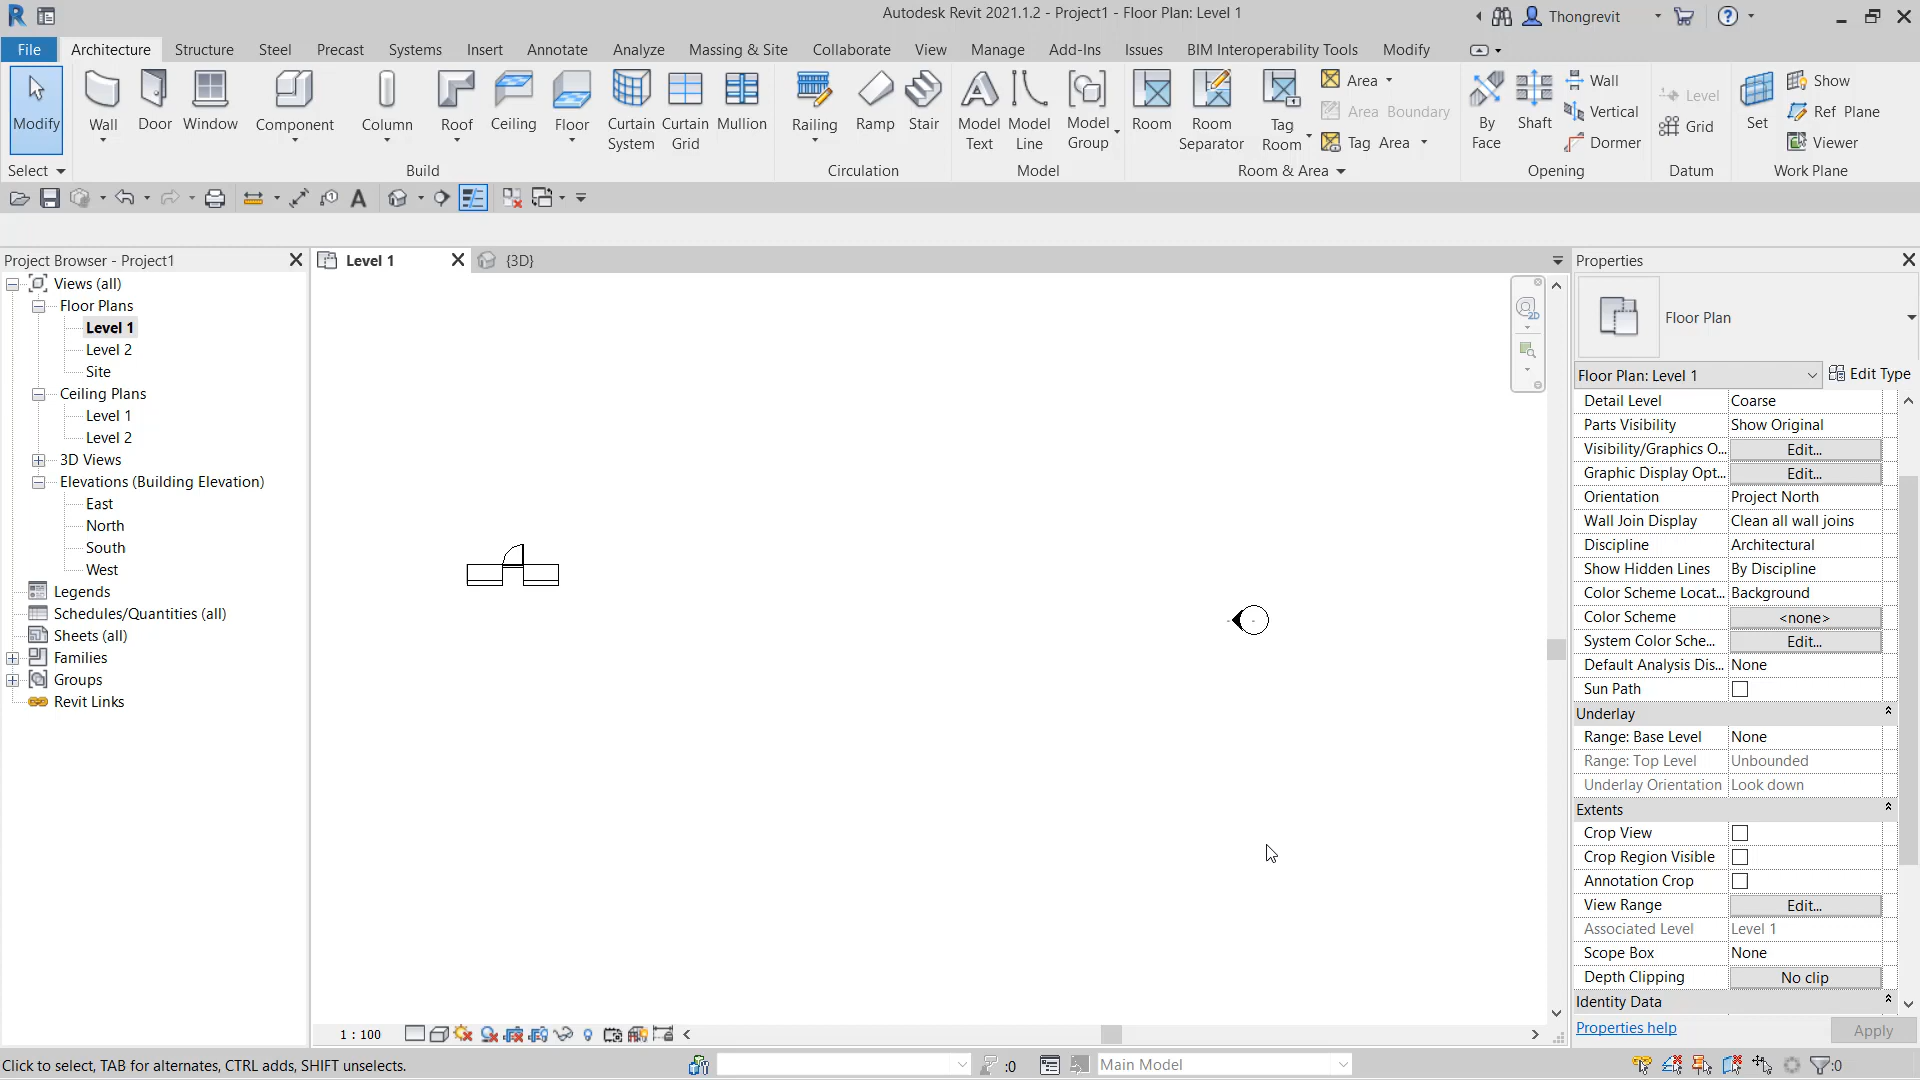 Autodesk Revit 2021.1.2 - Project1 - Floor Plan: Level 1
Thongrevit
File Architecture Structure Steel Precast Systems Insert Annotate Analyze Massing & Site Collaborate View Manage Add-Ins Issues BIM Interoperability Tools Modify
Modify
Wall
Door
Window
Component
Column
Roof
Ceiling
Floor
Curtain System
Curtain Grid
Mullion
Railing
Ramp
Stair
Model Text
Model Line
Model Group
Room
Room Separator
Tag Room
Area
Area Boundary
Tag Area
By Face
Shaft
Wall
Vertical
Dormer
Level
Grid
Set
Show
Ref Plane
Viewer
Select
Build
Circulation
Model
Room & Area
Opening
Datum
Work Plane
Project Browser - Project1
Views (all)
Floor Plans
Level 1
Level 2
Site
Ceiling Plans
Level 1
Level 2
3D Views
Elevations (Building Elevation)
East
North
South
West
Legends
Schedules/Quantities (all)
Sheets (all)
Families
Groups
Revit Links
Level 1
{3D}
2D
1 : 100
Properties
Floor Plan
Floor Plan: Level 1
Edit Type
Detail Level Coarse
Parts Visibility Show Original
Visibility/Graphics O... Edit...
Graphic Display Opt... Edit...
Orientation Project North
Wall Join Display Clean all wall joins
Discipline Architectural
Show Hidden Lines By Discipline
Color Scheme Locat... Background
Color Scheme <none>
System Color Sche... Edit...
Default Analysis Dis... None
Sun Path
Underlay
Range: Base Level None
Range: Top Level Unbounded
Underlay Orientation Look down
Extents
Crop View
Crop Region Visible
Annotation Crop
View Range Edit...
Associated Level Level 1
Scope Box None
Depth Clipping No clip
Identity Data
Properties help
Apply
Click to select, TAB for alternates, CTRL adds, SHIFT unselects.
:0
Main Model
:0